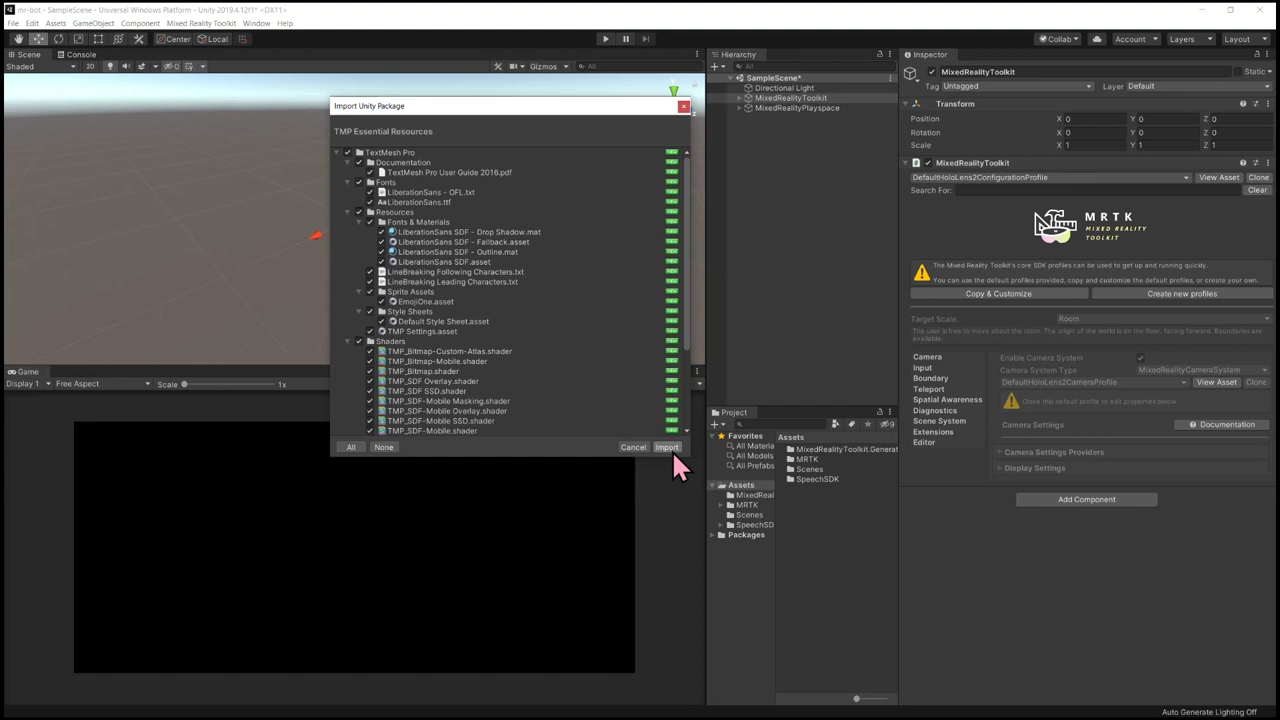 mr-bot - SampleScene - Universal Windows Platform - Unity 2019.4.12f1* <DX11>
File Edit Assets GameObject Component Mixed Reality Toolkit Window Help
Center Local Collab Account Layers Layout
Scene Console
Shaded 2D 0 Gizmos All
Import Unity Package
TMP Essential Resources
TextMesh Pro
Documentation
TextMesh Pro User Guide 2016.pdf
Fonts
LiberationSans - OFL.txt
LiberationSans.ttf
Resources
Fonts & Materials
LiberationSans SDF - Drop Shadow.mat
LiberationSans SDF - Fallback.asset
LiberationSans SDF - Outline.mat
LiberationSans SDF.asset
LineBreaking Following Characters.txt
LineBreaking Leading Characters.txt
Sprite Assets
EmojiOne.asset
Style Sheets
Default Style Sheet.asset
TMP Settings.asset
Shaders
TMP_Bitmap-Custom-Atlas.shader
TMP_Bitmap-Mobile.shader
TMP_Bitmap.shader
TMP_SDF Overlay.shader
TMP_SDF SSD.shader
TMP_SDF-Mobile Masking.shader
TMP_SDF-Mobile Overlay.shader
TMP_SDF-Mobile SSD.shader
TMP_SDF-Mobile.shader
All None Cancel Import
Game
Display 1 Free Aspect Scale 1x
Hierarchy
All
SampleScene*
Directional Light
MixedRealityToolkit
MixedRealityPlayspace
Project
9
Favorites
All Materia
All Models
All Prefabs
Assets
MixedReal
MRTK
Scenes
SpeechSD
Packages
Assets
MixedRealityToolkit.Generat
MRTK
Scenes
SpeechSDK
Inspector
MixedRealityToolkit Static
Tag Untagged Layer Default
Transform
Position X 0 Y 0 Z 0
Rotation X 0 Y 0 Z 0
Scale X 1 Y 1 Z 1
MixedRealityToolkit
DefaultHoloLens2ConfigurationProfile View Asset Clone
Search For: Clear
MRTK
MIXED REALITY
TOOLKIT
The Mixed Reality Toolkit's core SDK profiles can be used to get up and running quickly.
You can use the default profiles provided, copy and customize the default profiles, or create your own.
Copy & Customize Create new profiles
Target Scale: Room
The user is free to move about the room. The origin of the world is on the floor, facing forward. Boundaries are
available.
Camera
Input
Boundary
Teleport
Spatial Awareness
Diagnostics
Scene System
Extensions
Editor
Enable Camera System
Camera System Type MixedRealityCameraSystem
DefaultHoloLens2CameraProfile View Asset Clone
Clone this default profile to edit properties below
Camera Settings Documentation
Camera Settings Providers
Display Settings
Add Component
Auto Generate Lighting Off